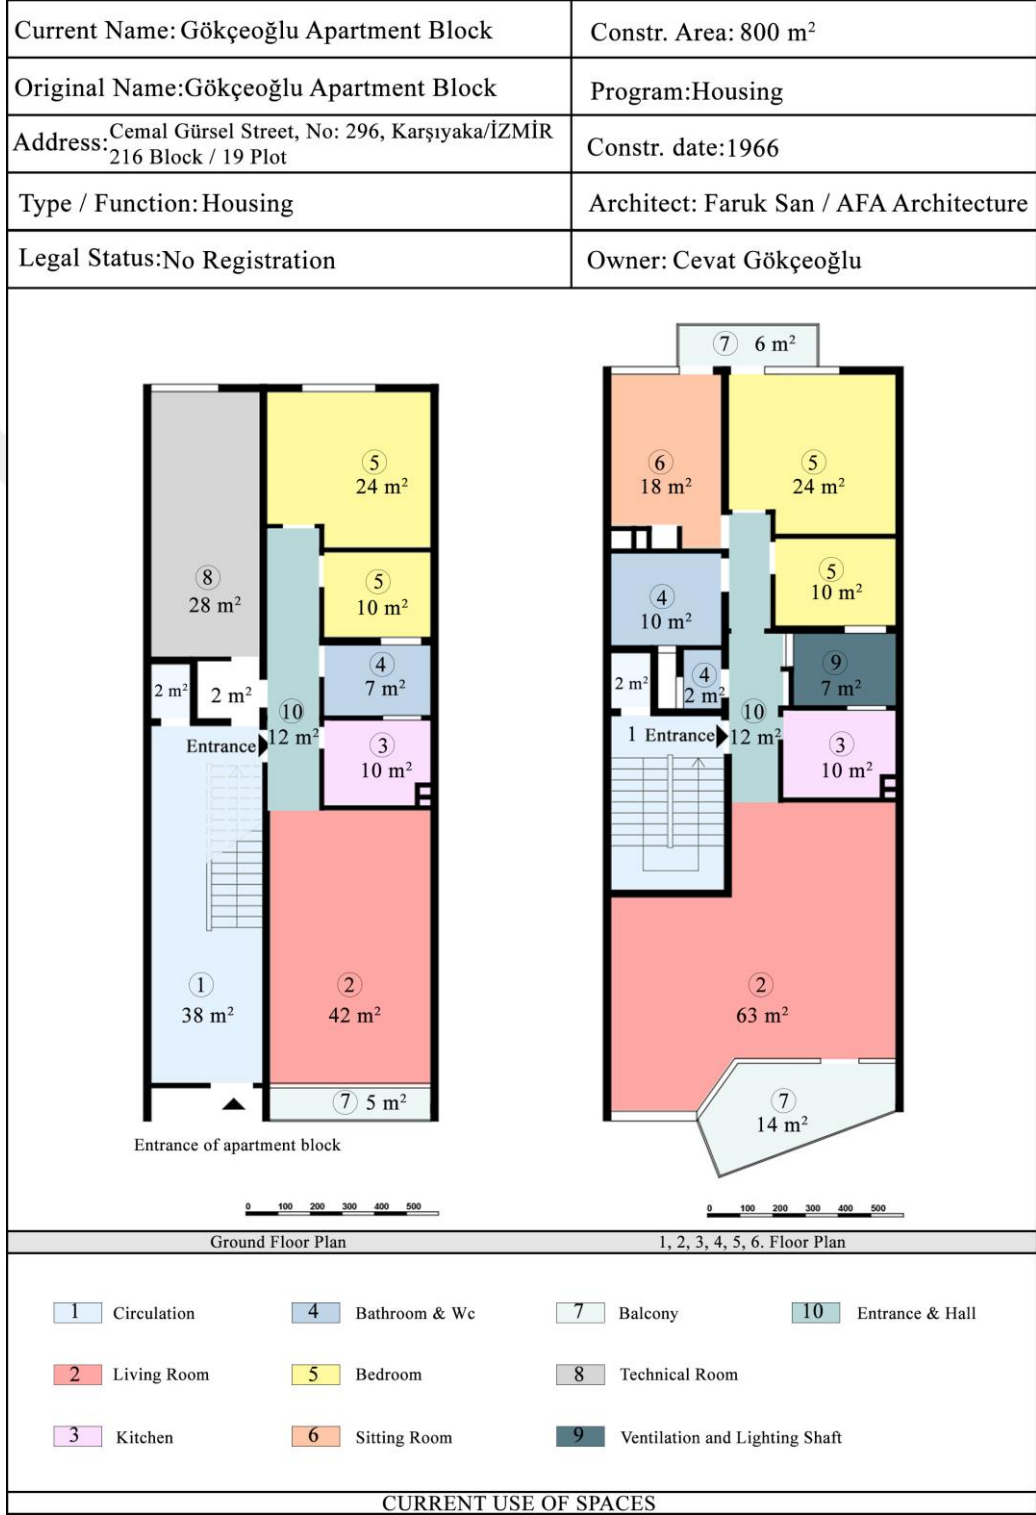 Current Name: Gökçeoğlu Apartment Block
Constr. Area: 800 m²
Original Name:Gökçeoğlu Apartment Block
Program:Housing
Address: Cemal Gürsel Street, No: 296, Karşıyaka/İZMİR
216 Block / 19 Plot
Constr. date:1966
Type / Function: Housing
Architect: Faruk San / AFA Architecture
Legal Status:No Registration
Owner: Cevat Gökçeoğlu
5
24 m²
8
28 m²
5
10 m²
4
7 m²
2 m²
2 m²
10
12 m²
Entrance
3
10 m²
1
38 m²
2
42 m²
7 5 m²
Entrance of apartment block
0 100 200 300 400 500
Ground Floor Plan
7 6 m²
6
18 m²
5
24 m²
5
10 m²
4
10 m²
9
7 m²
2 m²
4
2 m²
10
12 m²
1 Entrance
3
10 m²
2
63 m²
7
14 m²
0 100 200 300 400 500
1, 2, 3, 4, 5, 6. Floor Plan
1 Circulation
4 Bathroom & Wc
7 Balcony
10 Entrance & Hall
2 Living Room
5 Bedroom
8 Technical Room
3 Kitchen
6 Sitting Room
9 Ventilation and Lighting Shaft
CURRENT USE OF SPACES